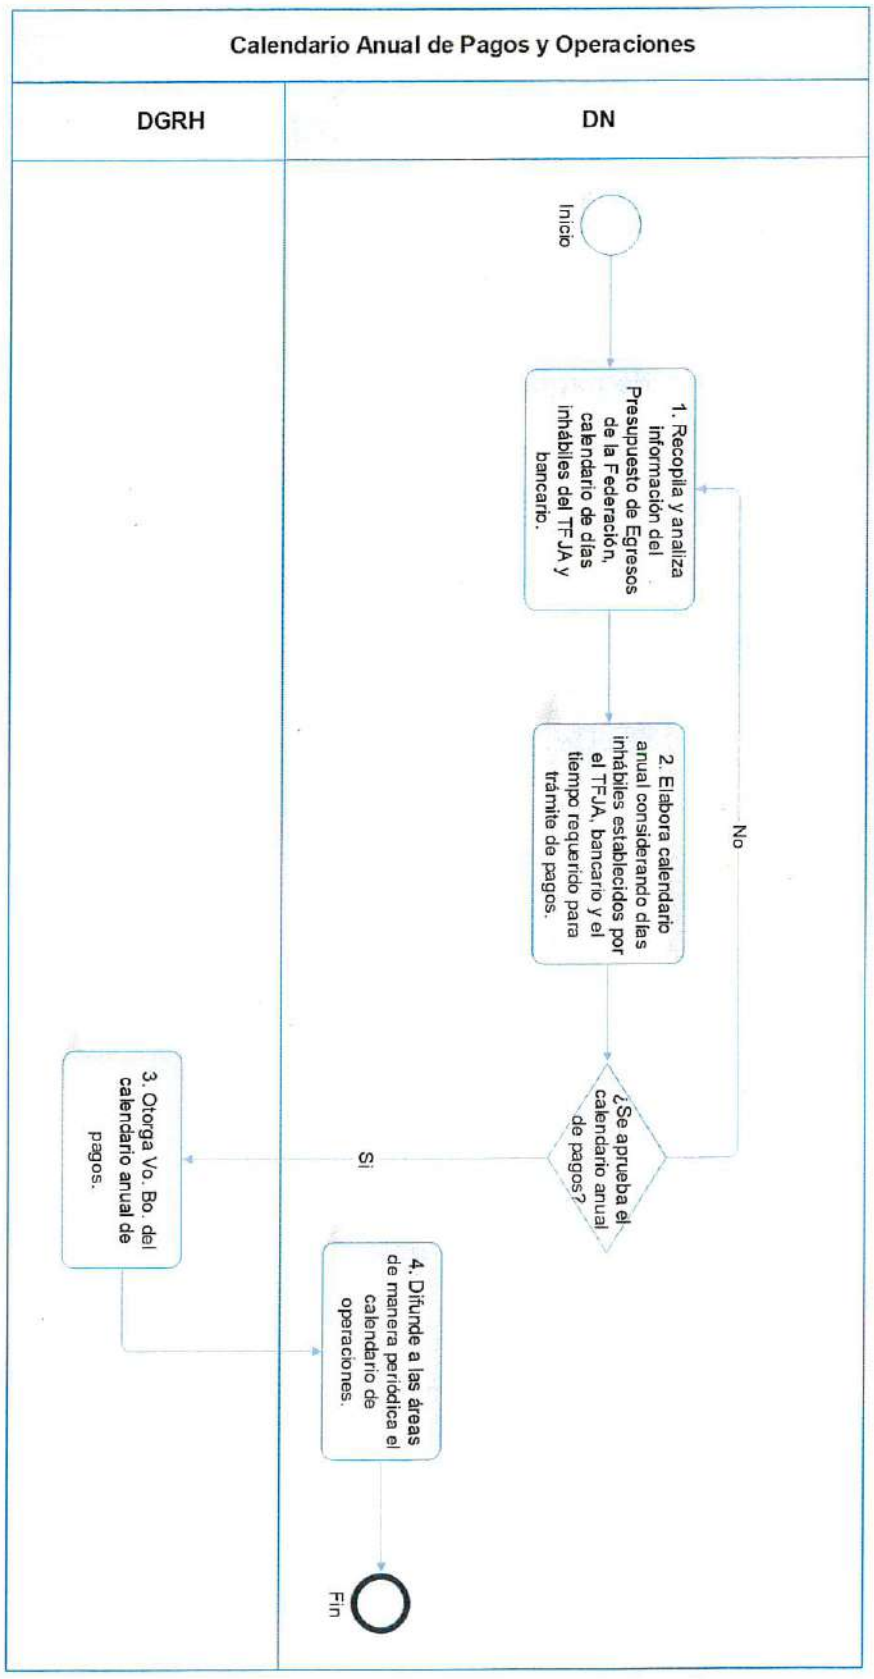 Calendario Anual de Pagos y Operaciones
DGRH
DN
Inicio
1. Recopila y analiza
información del
Presupuesto de Egresos
de la Federación,
calendario de días
inhábiles del TFJA y
bancario.
2. Elabora calendario
anual considerando días
inhábiles establecidos por
el TFJA, bancario y el
tiempo requerido para
trámite de pagos.
No
¿Se aprueba el
calendario anual
de pagos?
Si
3. Otorga Vo. Bo. del
calendario anual de
pagos.
4. Difunde a las áreas
de manera periódica el
calendario de
operaciones.
Fin